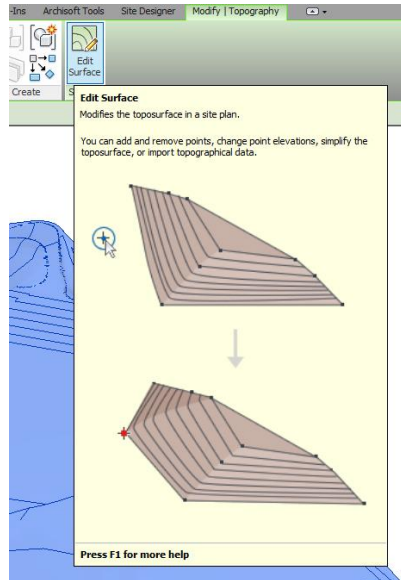 -Ins Archisoft Tools Site Designer Modify | Topography
Edit
Surface
Create
Edit Surface
Modifies the toposurface in a site plan.
You can add and remove points, change point elevations, simplify the
toposurface, or import topographical data.
Press F1 for more help